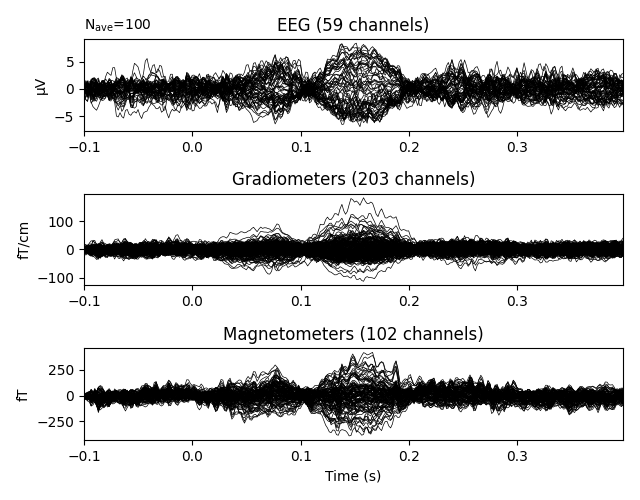 N_ave=100
EEG (59 channels)
µV
5
0
−5
−0.1 0.0 0.1 0.2 0.3
Gradiometers (203 channels)
fT/cm
100
0
−100
−0.1 0.0 0.1 0.2 0.3
Magnetometers (102 channels)
fT
250
0
−250
−0.1 0.0 0.1 0.2 0.3
Time (s)